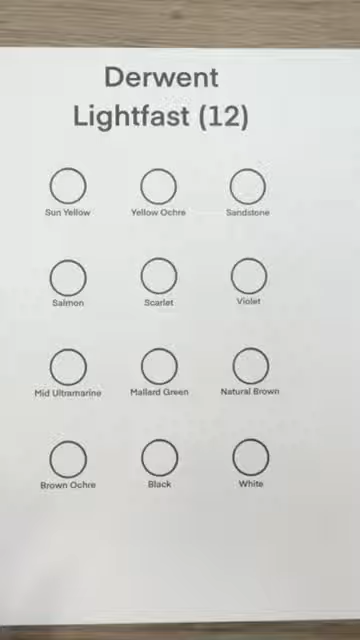 Derwent
Lightfast (12)
Sun Yellow Yellow Ochre Sandstone
Salmon Scarlet Violet
Mid Ultramarine Mallard Green Natural Brown
Brown Ochre Black White